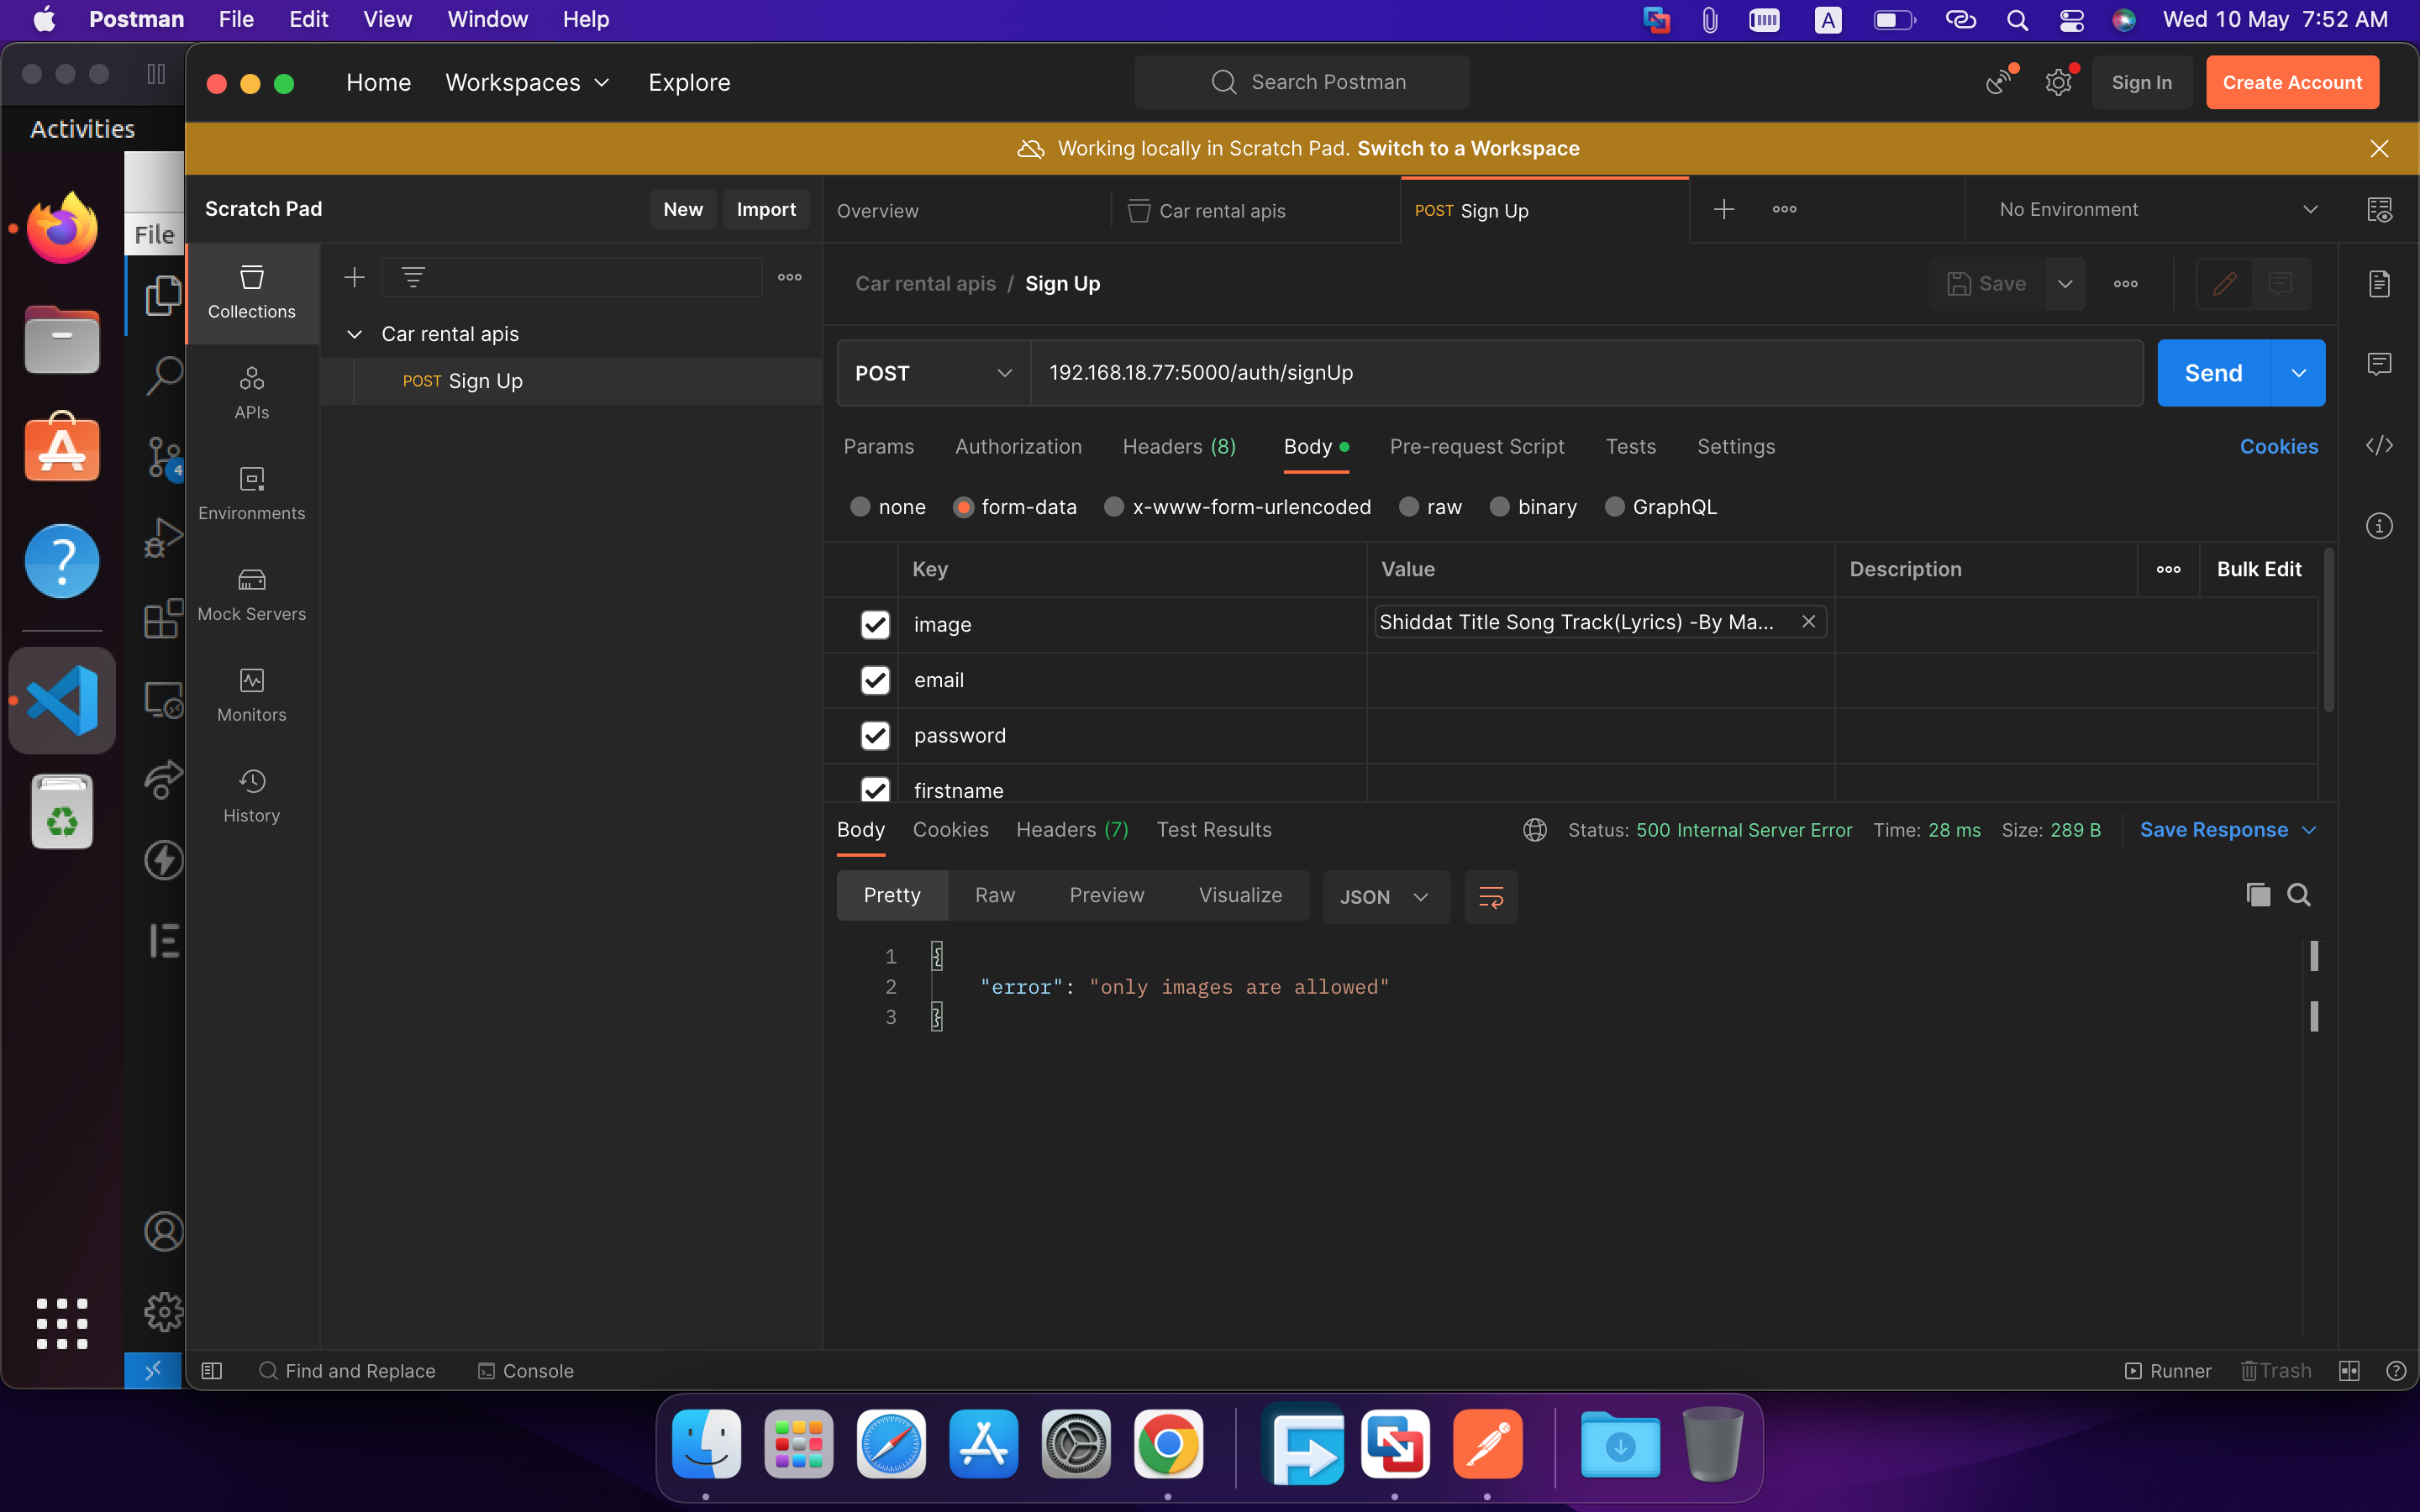 Postman File Edit View Window Help A Wed 10 May 7:52 AM
Home Workspaces Explore Search Postman Sign In Create Account
Activities
Working locally in Scratch Pad. Switch to a Workspace
Scratch Pad New Import Overview Car rental apis POST Sign Up No Environment
File
Collections
Car rental apis / Sign Up Save
Car rental apis
POST Sign Up
POST 192.168.18.77:5000/auth/signUp Send
APIs
Params Authorization Headers (8) Body Pre-request Script Tests Settings Cookies
4
Environments
none form-data x-www-form-urlencoded raw binary GraphQL
Key Value Description Bulk Edit
Mock Servers
image Shiddat Title Song Track(Lyrics) -By Ma...
email
Monitors
password
firstname
History
Body Cookies Headers (7) Test Results Status: 500 Internal Server Error Time: 28 ms Size: 289 B Save Response
Pretty Raw Preview Visualize JSON
1 {
2 "error": "only images are allowed"
3 }
Find and Replace Console Runner Trash